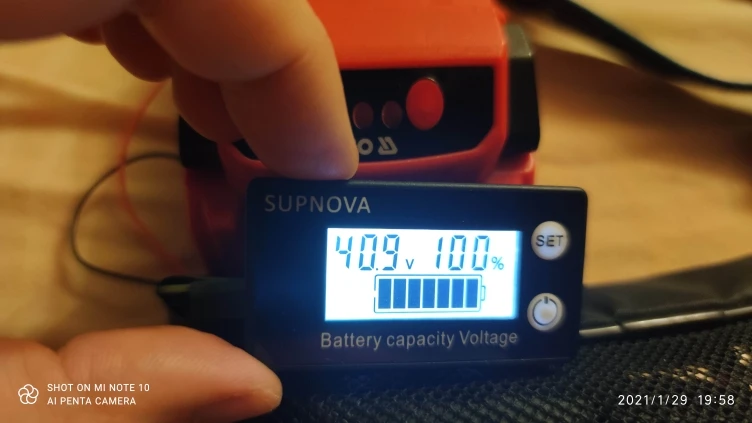 SUPNOVA
40.9 v 100 %
SET
Battery capacity Voltage
SHOT ON MI NOTE 10
AI PENTA CAMERA
2021/1/29 19:58